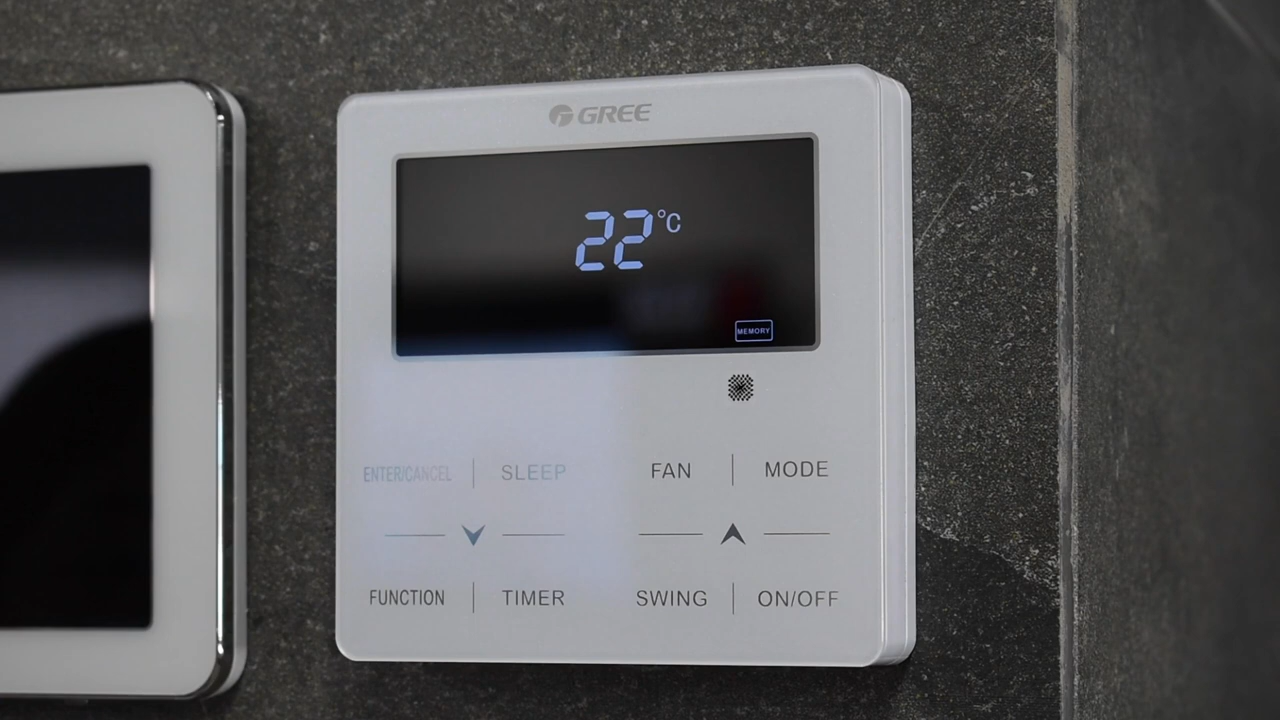 GREE
22°C
MEMORY
ENTER/CANCEL SLEEP FAN MODE
FUNCTION TIMER SWING ON/OFF